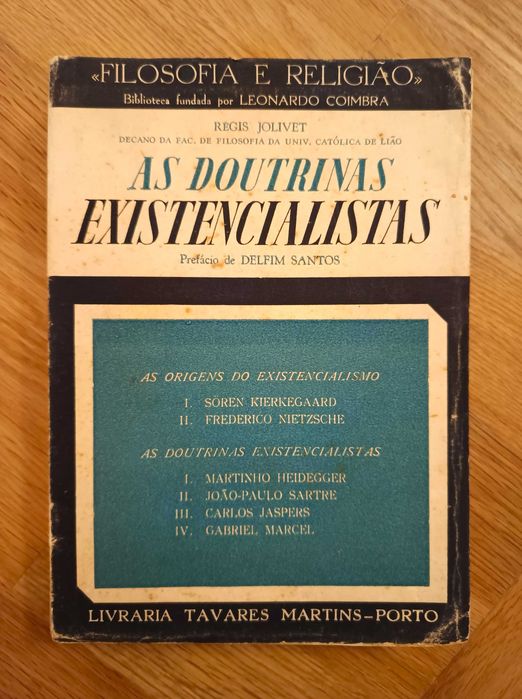 «FILOSOFIA E RELIGIÃO»
Biblioteca fundada por LEONARDO COIMBRA
RÉGIS JOLIVET
DECANO DA FAC. DE FILOSOFIA DA UNIV. CATÓLICA DE LIÃO
AS DOUTRINAS
EXISTENCIALISTAS
Prefácio de DELFIM SANTOS
AS ORIGENS DO EXISTENCIALISMO
I. SÖREN KIERKEGAARD
II. FREDERICO NIETZSCHE
AS DOUTRINAS EXISTENCIALISTAS
I. MARTINHO HEIDEGGER
II. JOÃO-PAULO SARTRE
III. CARLOS JASPERS
IV. GABRIEL MARCEL
LIVRARIA TAVARES MARTINS-PORTO